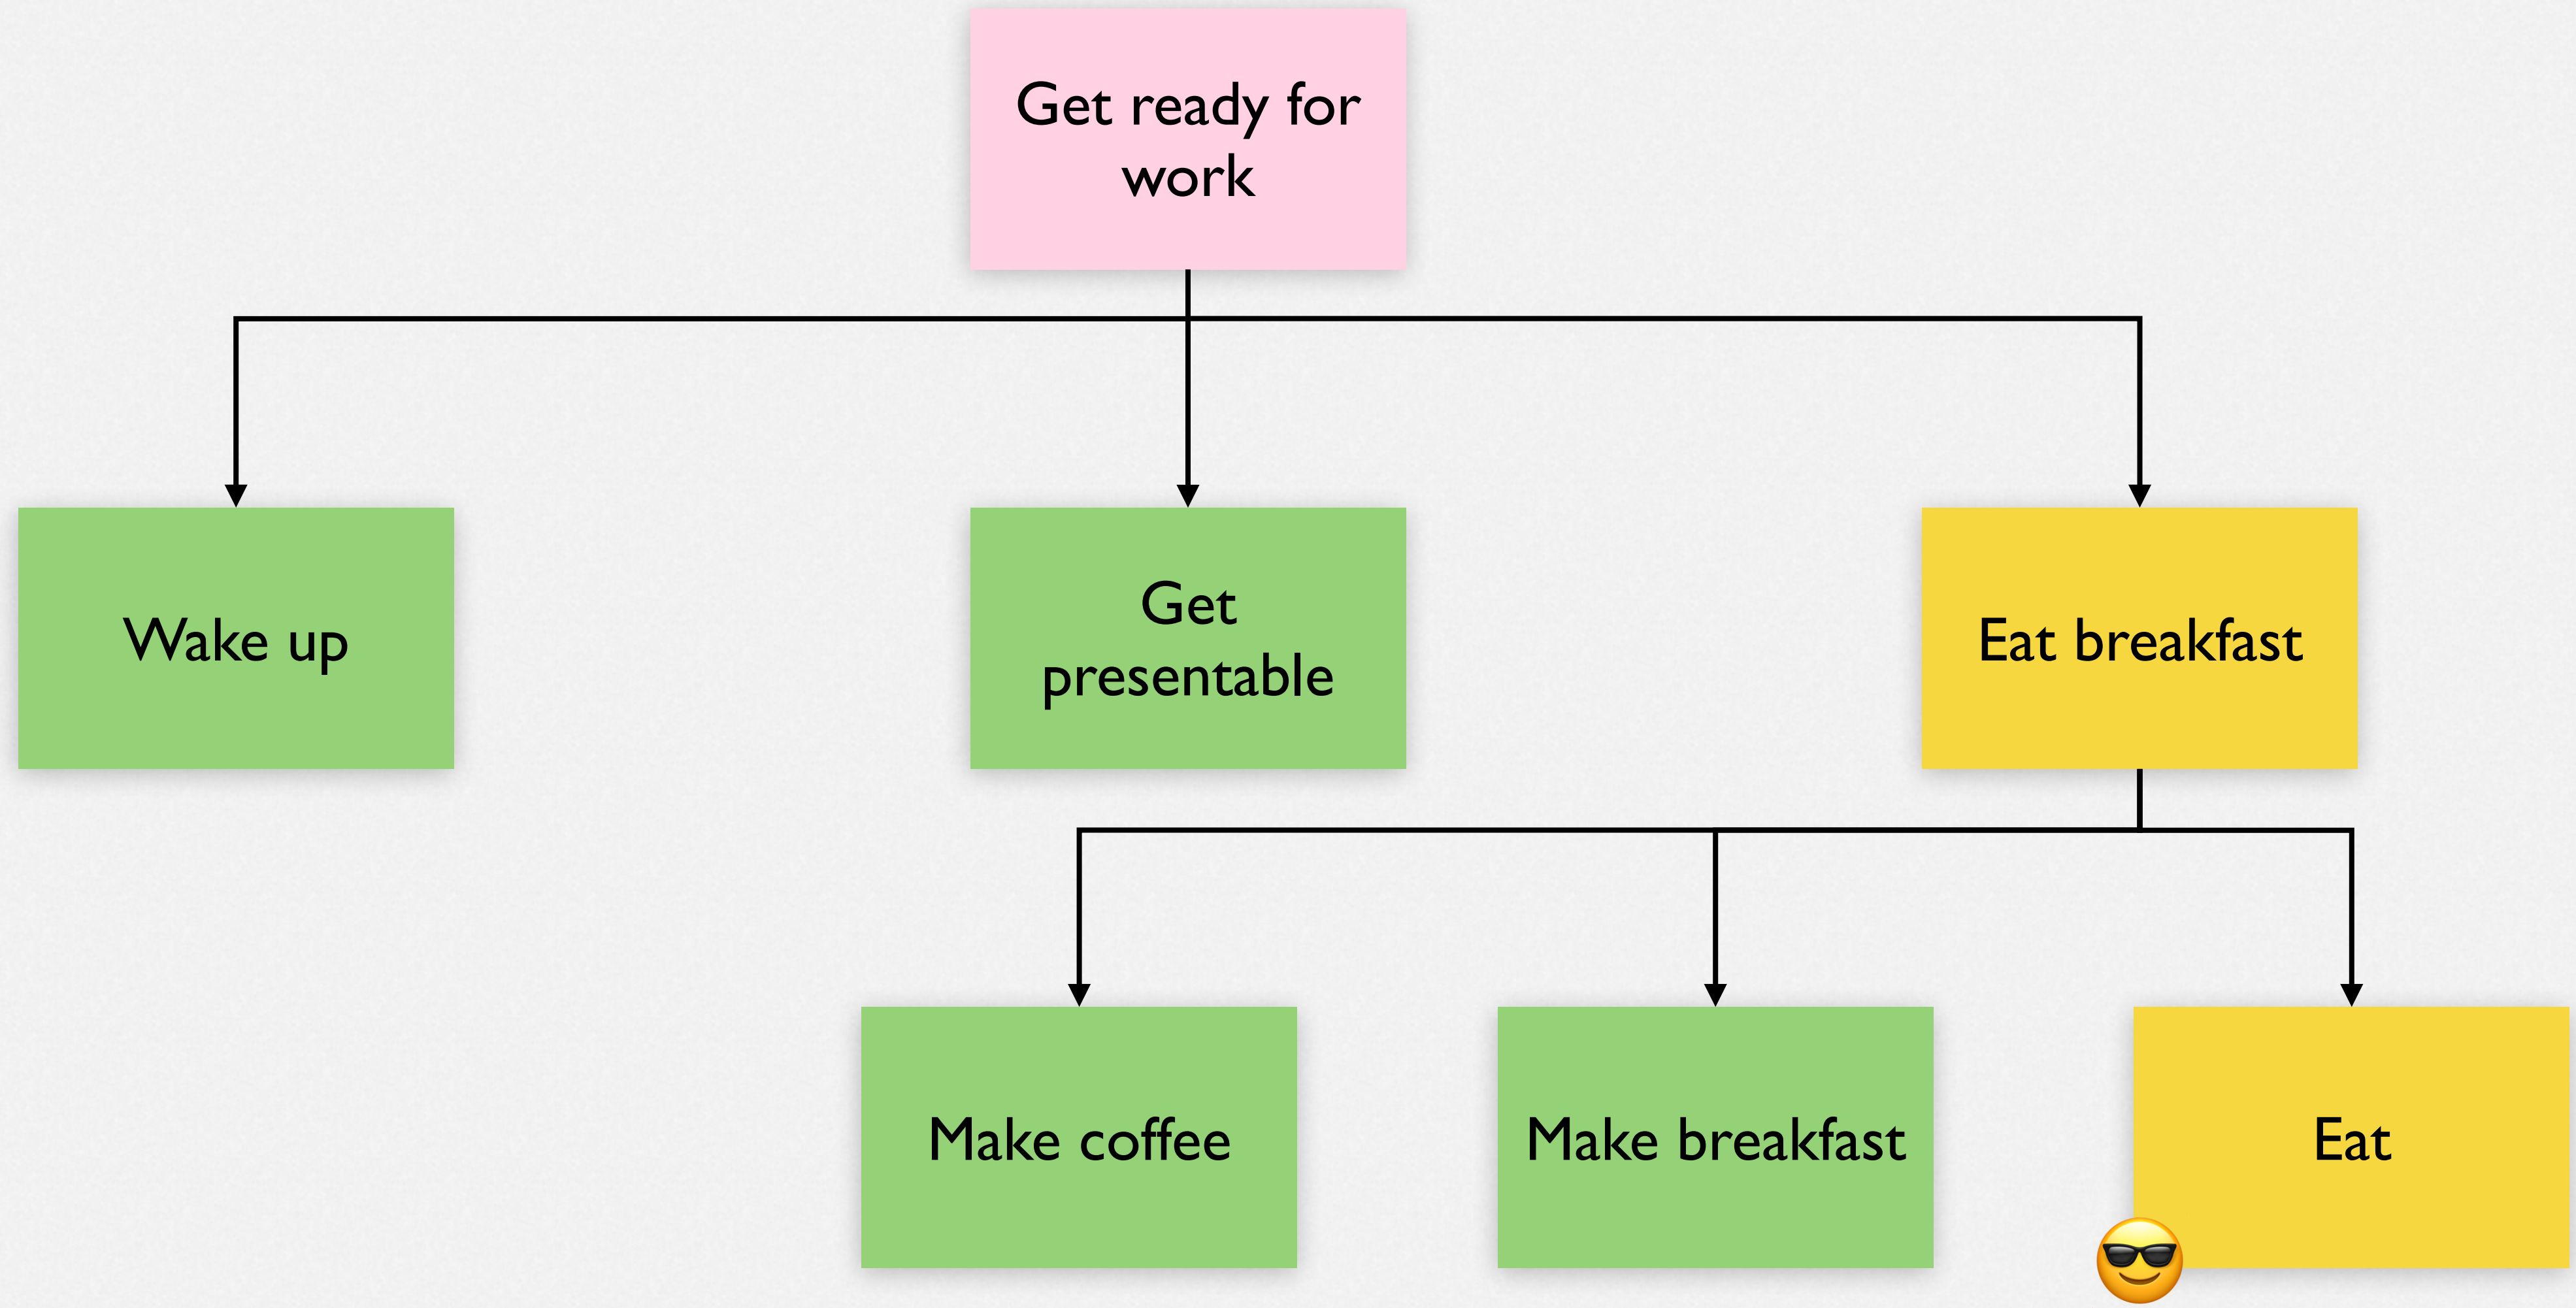 Get ready for
work
Wake up
Get
presentable
Eat breakfast
Make coffee
Make breakfast
Eat